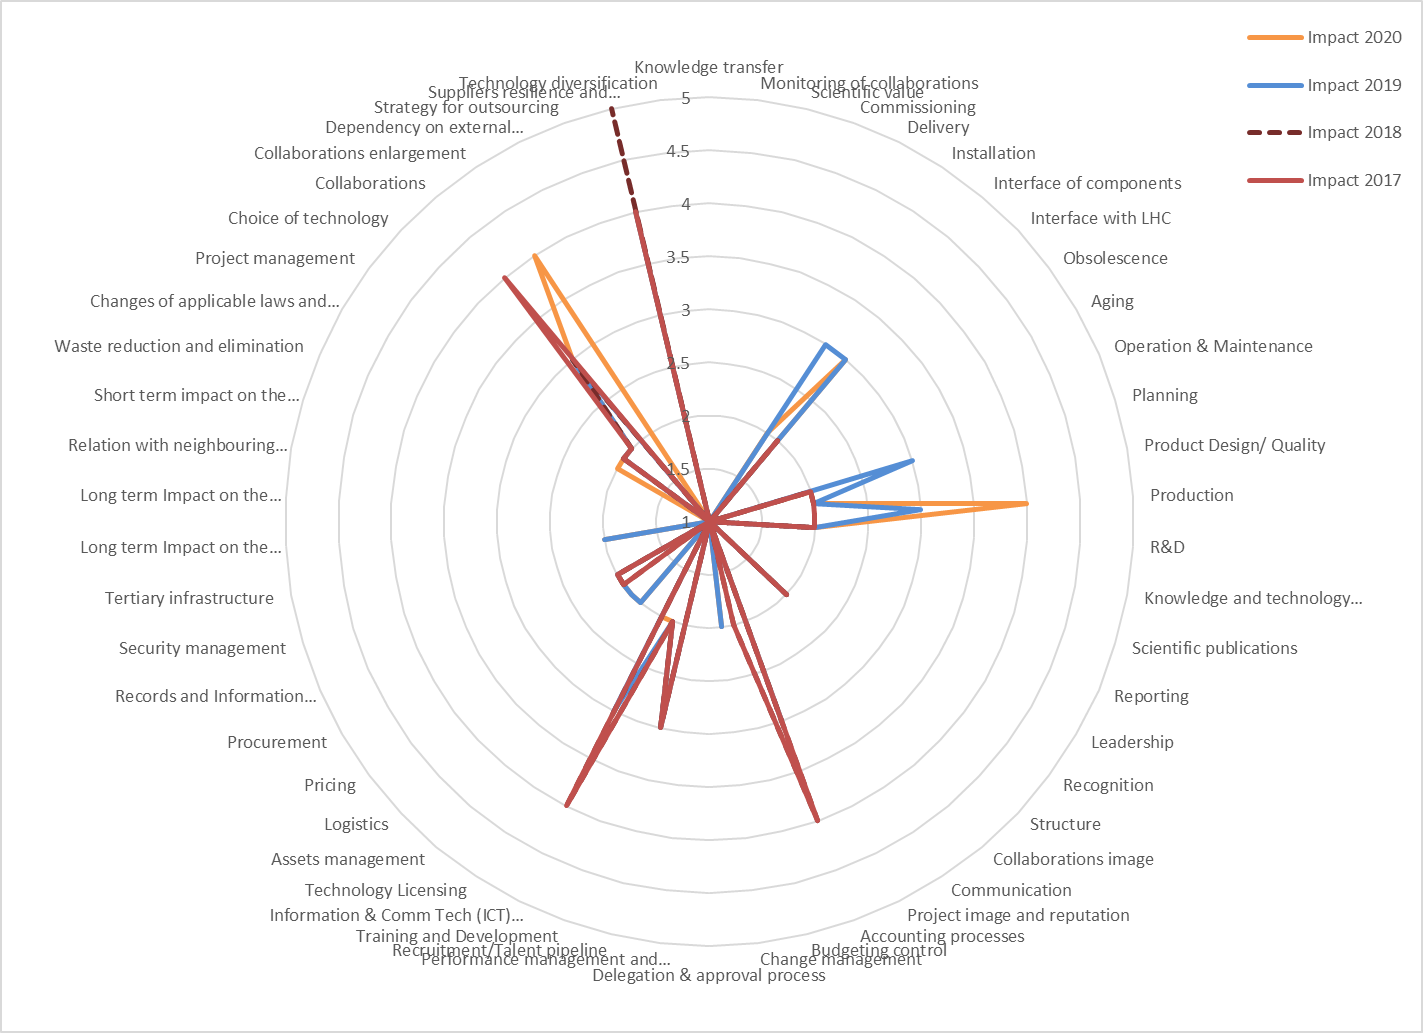 Impact 2020
Impact 2019
Impact 2018
Impact 2017
Knowledge transfer
Monitoring of collaborations
Scientific value
Commissioning
Delivery
Installation
Interface of components
Interface with LHC
Obsolescence
Aging
Operation & Maintenance
Planning
Product Design/ Quality
Production
R&D
Knowledge and technology...
Scientific publications
Reporting
Leadership
Recognition
Structure
Collaborations image
Communication
Project image and reputation
Accounting processes
Budgeting control
Change management
Delegation & approval process
Performance management and...
Recruitment/Talent pipeline
Training and Development
Information & Comm Tech (ICT)...
Technology Licensing
Assets management
Logistics
Pricing
Procurement
Records and Information...
Security management
Tertiary infrastructure
Long term Impact on the...
Long term Impact on the...
Relation with neighbouring...
Short term impact on the...
Waste reduction and elimination
Changes of applicable laws and...
Project management
Choice of technology
Collaborations
Collaborations enlargement
Dependency on external...
Strategy for outsourcing
Suppliers resilience and...
Technology diversification
5
4.5
4
3.5
3
2.5
2
1.5
1